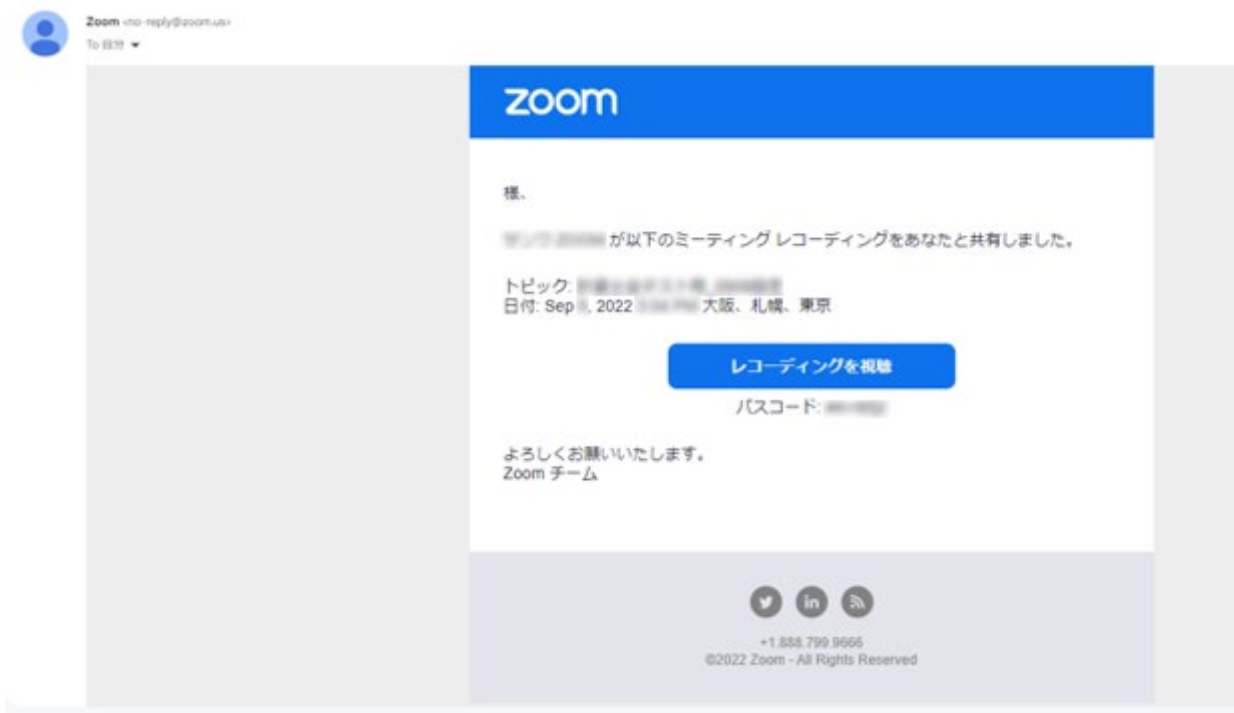 Zoom <no-reply@zoom.us>
To 自分
zoom
様、
が以下のミーティング レコーディングをあなたと共有しました。
トピック:
日付: Sep , 2022 大阪、札幌、東京
レコーディングを視聴
パスコード:
よろしくお願いいたします。
Zoom チーム
in
+1.888.799.9666
©2022 Zoom - All Rights Reserved